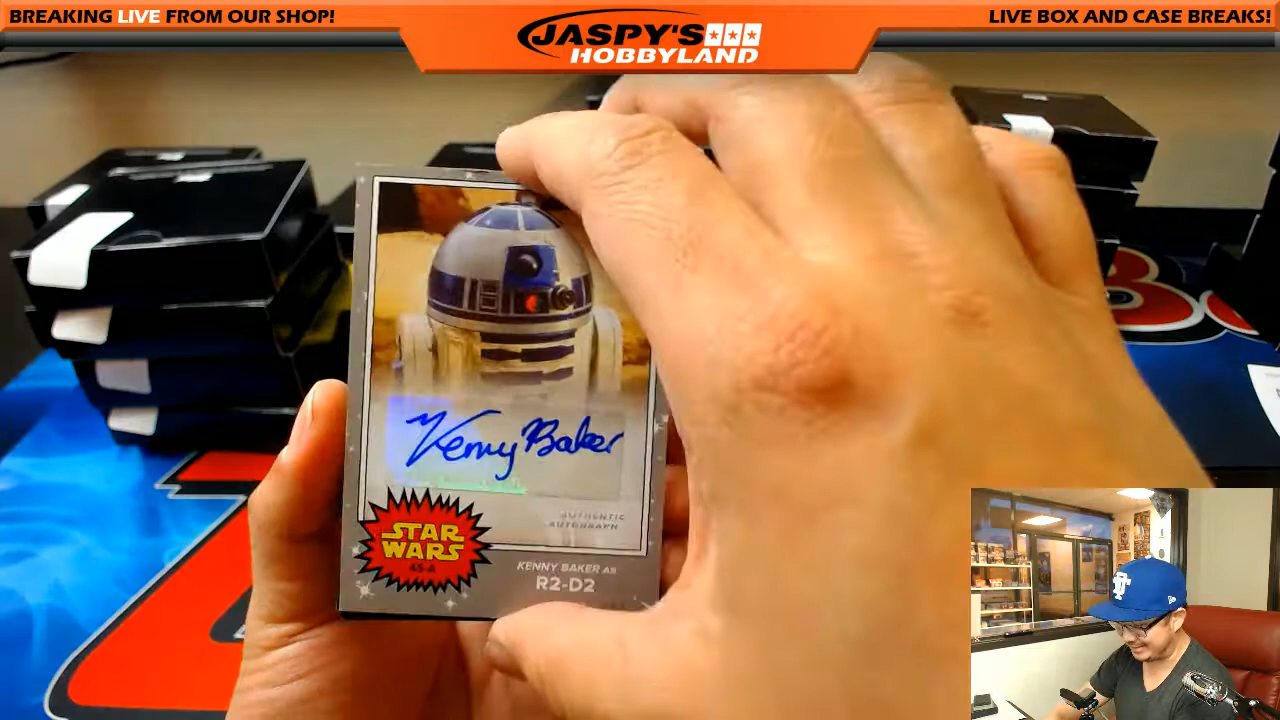 BREAKING LIVE FROM OUR SHOP!
JASPY'S
HOBBYLAND
LIVE BOX AND CASE BREAKS!
Kenny Baker
AUTHENTIC
AUTOGRAPH
STAR
WARS
KENNY BAKER AS
R2-D2